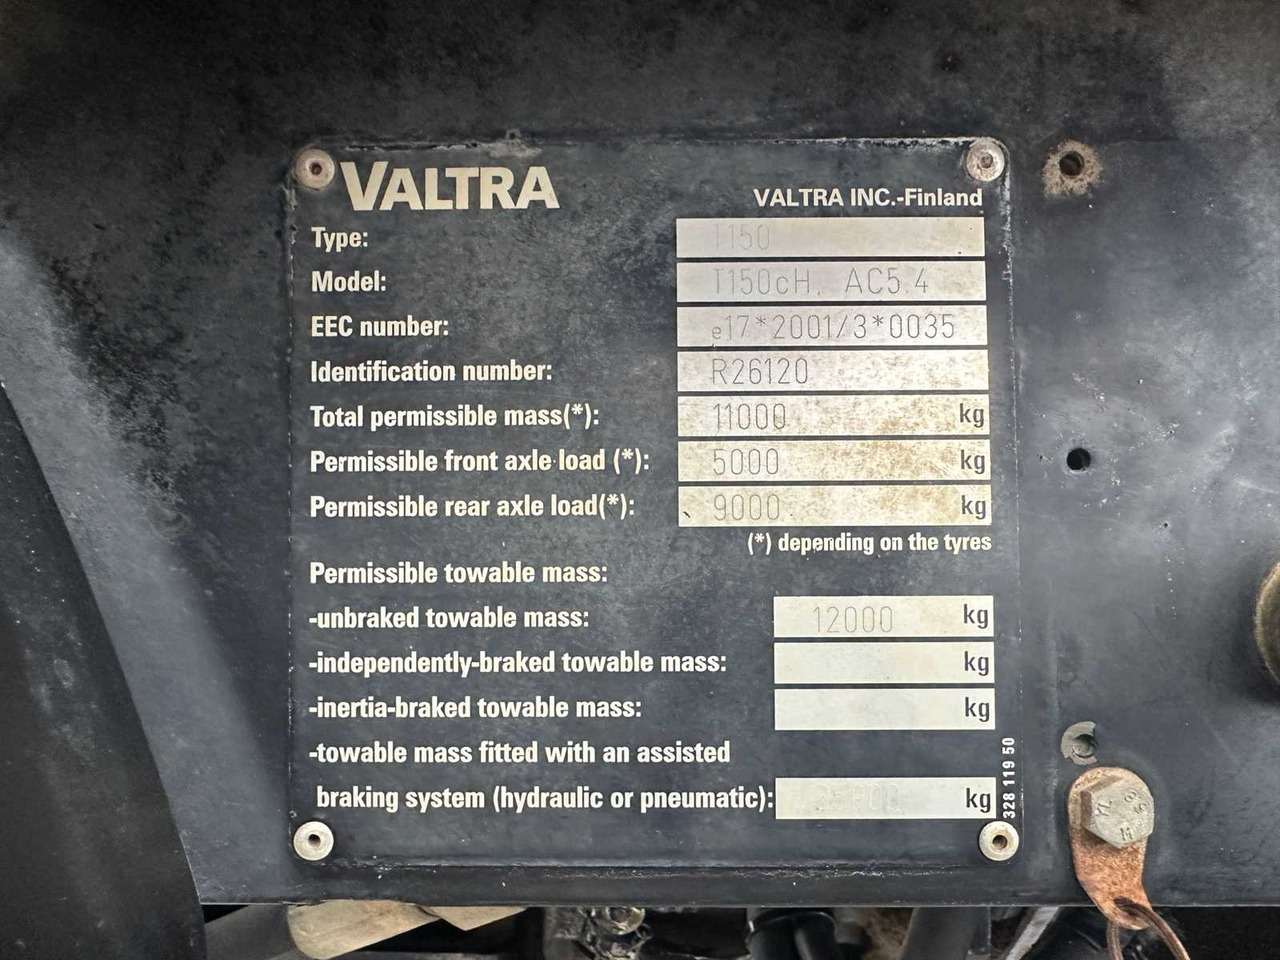 VALTRA
VALTRA INC.-Finland
Type: T150
Model: T150cH. AC5.4
EEC number: e17*2001/3*0035
Identification number: R26120
Total permissible mass(*): 11000 kg
Permissible front axle load (*): 5000 kg
Permissible rear axle load(*): 9000 kg
(*) depending on the tyres
Permissible towable mass:
-unbraked towable mass: 12000 kg
-independently-braked towable mass: kg
-inertia-braked towable mass: kg
-towable mass fitted with an assisted
braking system (hydraulic or pneumatic): kg
328 119 50